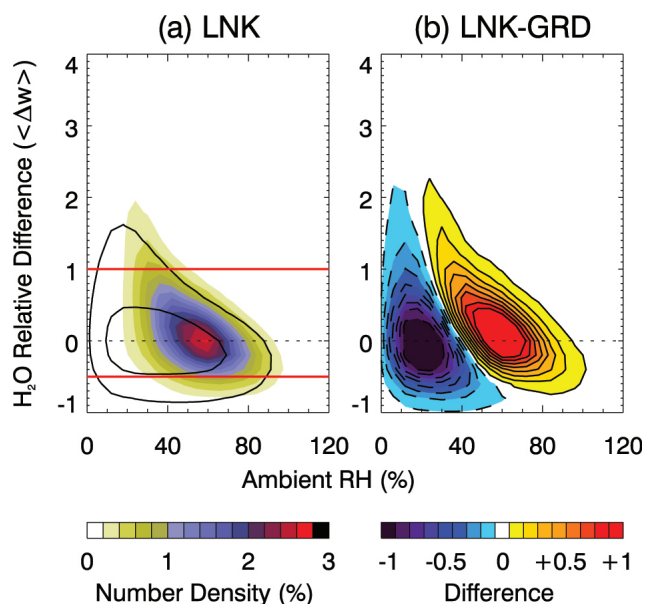 (a) LNK
(b) LNK-GRD
H₂O Relative Difference (<Δw>)
4
3
2
1
0
-1
4
3
2
1
0
-1
0 40 80 120
0 40 80 120
Ambient RH (%)
0 1 2 3
Number Density (%)
-1 -0.5 0 +0.5 +1
Difference